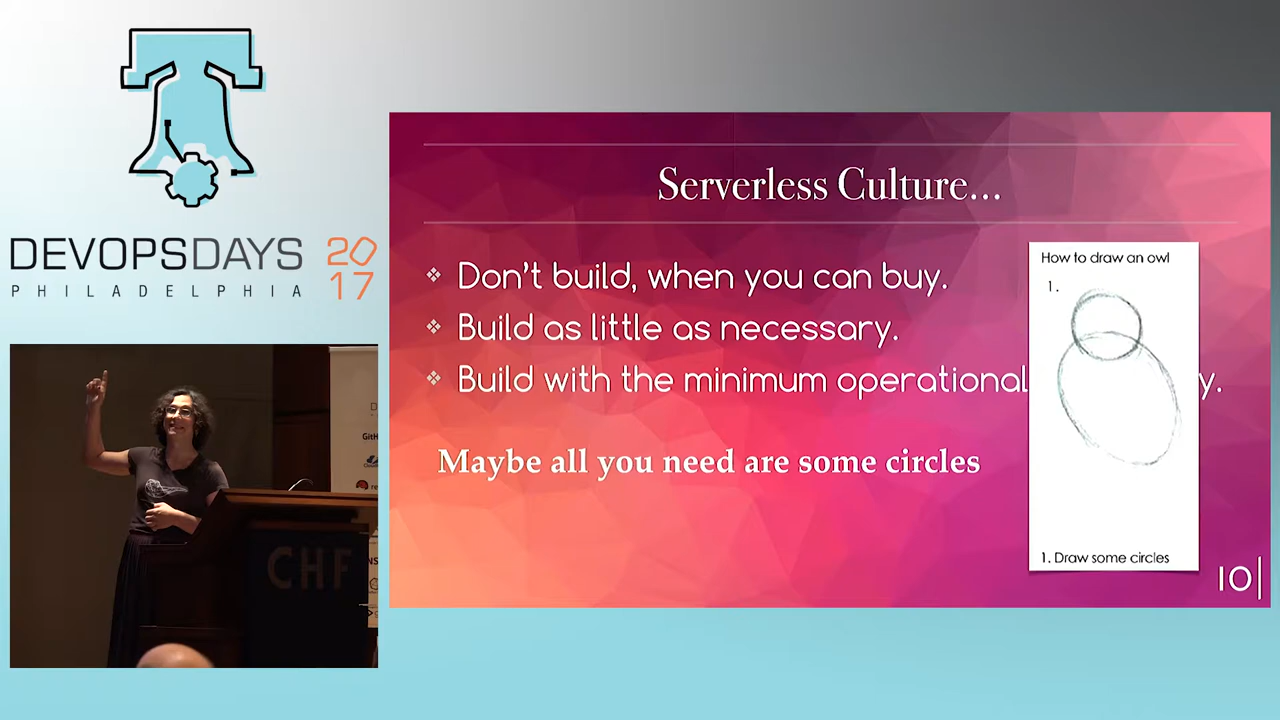 DEVOPSDAYS 2017
PHILADELPHIA
Serverless Culture...
Don't build, when you can buy.
Build as little as necessary.
Build with the minimum operational y.
Maybe all you need are some circles
How to draw an owl
1.
1. Draw some circles
10
GitH
CHF